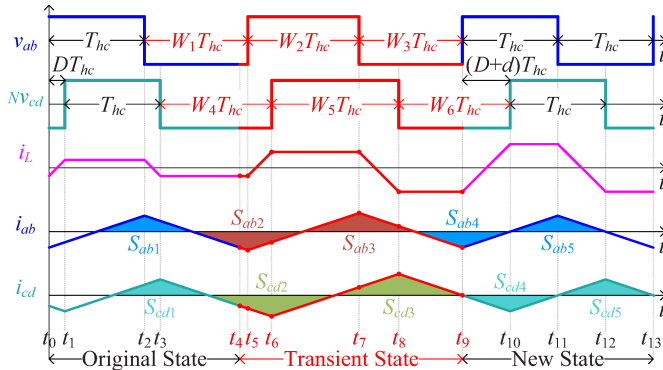 v_ab T_hc W_1T_hc W_2T_hc W_3T_hc T_hc T_hc t
DT_hc (D+d)T_hc
Nv_cd T_hc W_4T_hc W_5T_hc W_6T_hc T_hc t
i_L t
i_ab S_ab1 S_ab2 S_ab3 S_ab4 S_ab5 t
i_cd S_cd1 S_cd2 S_cd3 S_cd4 S_cd5 t
t_0 t_1 t_2 t_3 t_4 t_5 t_6 t_7 t_8 t_9 t_10 t_11 t_12 t_13
Original State Transient State New State